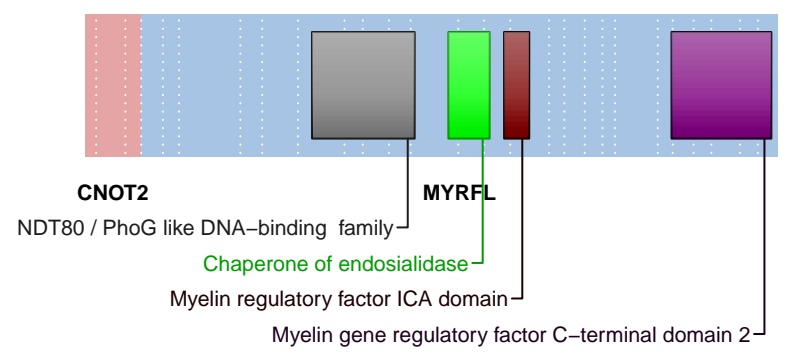 CNOT2 MYRFL
NDT80 / PhoG like DNA−binding family
Chaperone of endosialidase
Myelin regulatory factor ICA domain
Myelin gene regulatory factor C−terminal domain 2